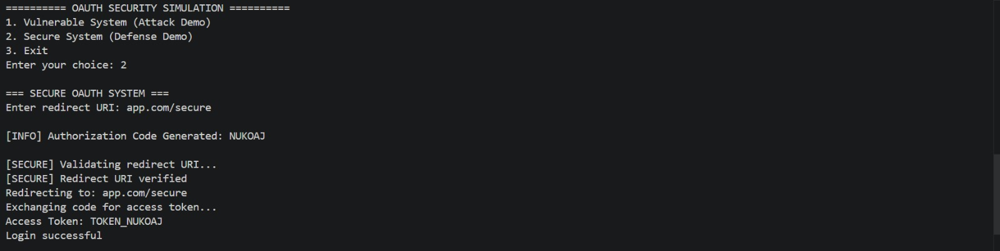 ========== OAUTH SECURITY SIMULATION ==========
1. Vulnerable System (Attack Demo)
2. Secure System (Defense Demo)
3. Exit
Enter your choice: 2
=== SECURE OAUTH SYSTEM ===
Enter redirect URI: app.com/secure
[INFO] Authorization Code Generated: NUKOAJ
[SECURE] Validating redirect URI...
[SECURE] Redirect URI verified
Redirecting to: app.com/secure
Exchanging code for access token...
Access Token: TOKEN_NUKOAJ
Login successful